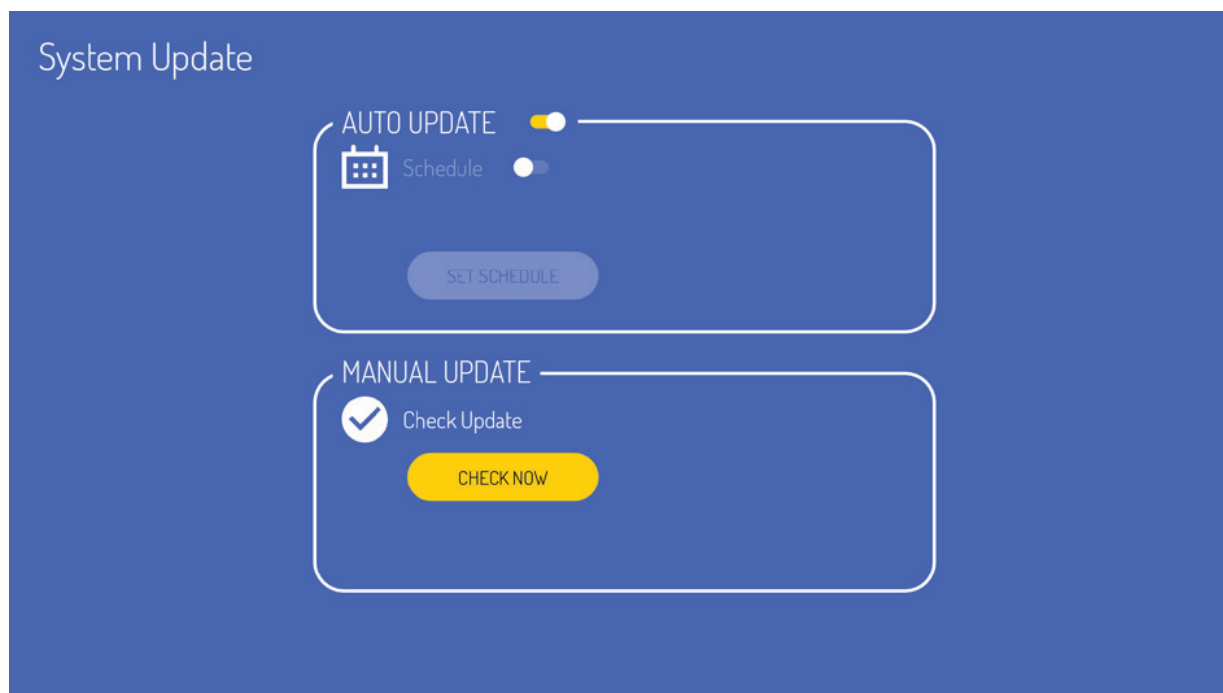 System Update
AUTO UPDATE
Schedule
SET SCHEDULE
MANUAL UPDATE
Check Update
CHECK NOW